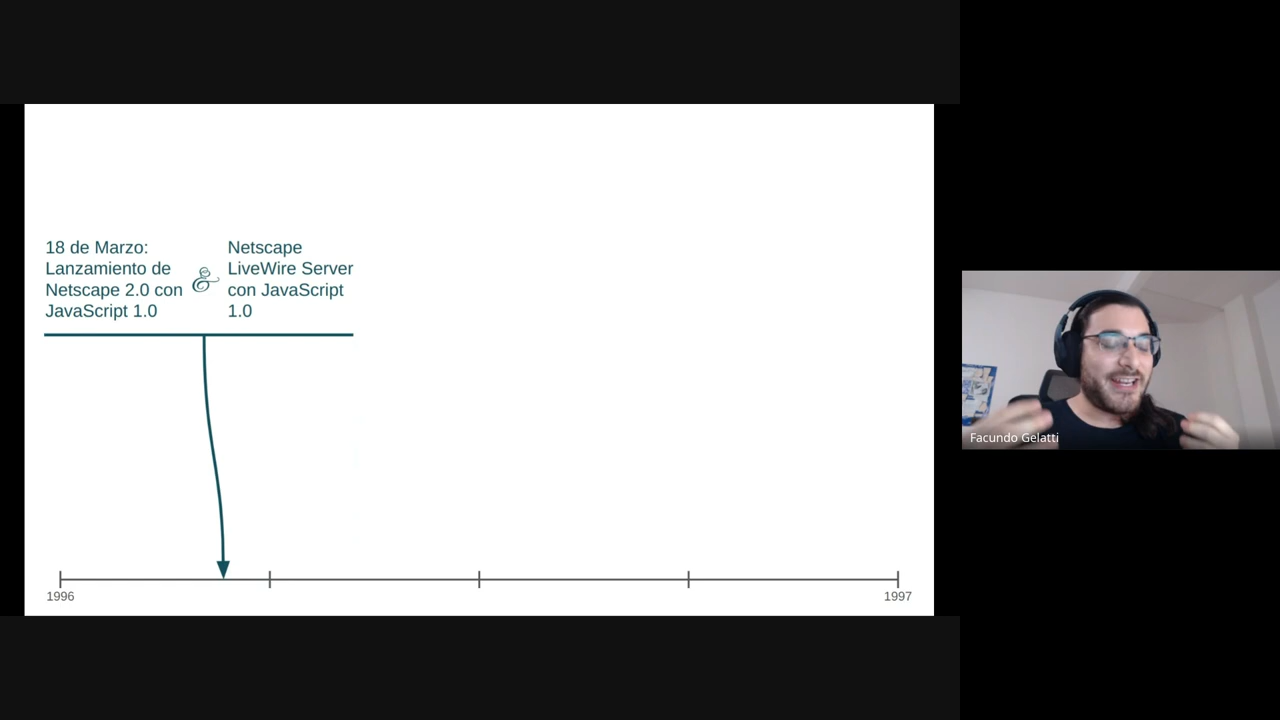 18 de Marzo:
Lanzamiento de
Netscape 2.0 con
JavaScript 1.0
&
Netscape
LiveWire Server
con JavaScript
1.0
1996
1997
Facundo Gelatti